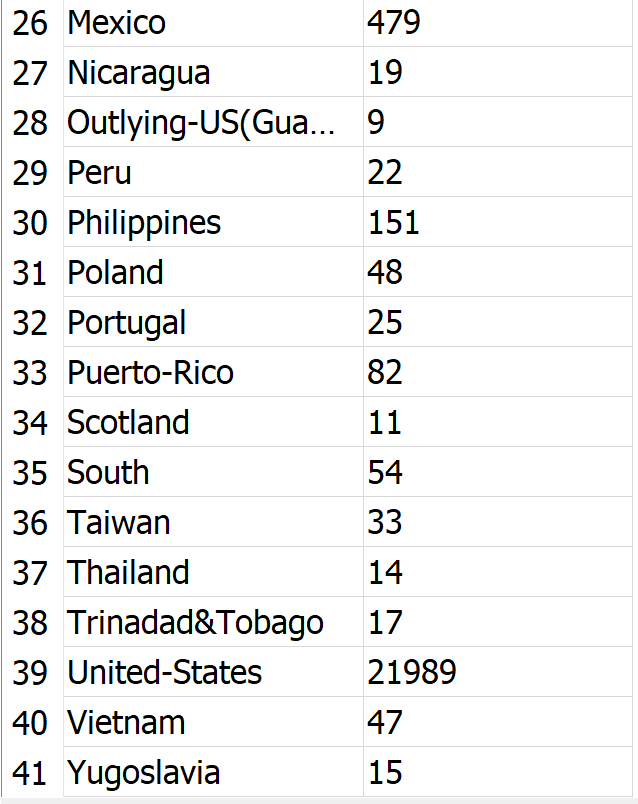 26 Mexico 479
27 Nicaragua 19
28 Outlying-US(Gua... 9
29 Peru 22
30 Philippines 151
31 Poland 48
32 Portugal 25
33 Puerto-Rico 82
34 Scotland 11
35 South 54
36 Taiwan 33
37 Thailand 14
38 Trinadad&Tobago 17
39 United-States 21989
40 Vietnam 47
41 Yugoslavia 15